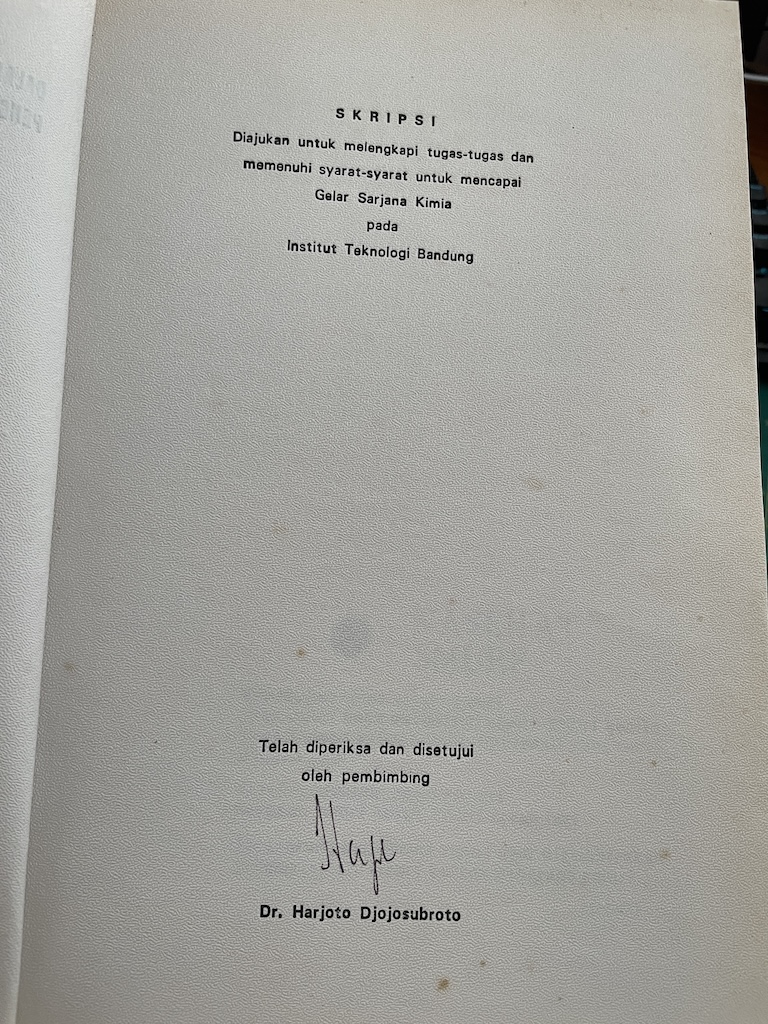 SKRIPSI
Diajukan untuk melengkapi tugas-tugas dan
memenuhi syarat-syarat untuk mencapai
Gelar Sarjana Kimia
pada
Institut Teknologi Bandung
Telah diperiksa dan disetujui
oleh pembimbing
Dr. Harjoto Djojosubroto